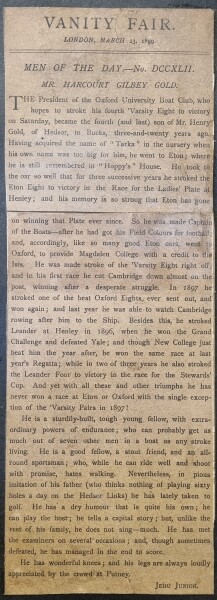 VANITY FAIR.
LONDON, MARCH 23, 1899.
MEN OF THE DAY.—No. DCCXLII.
MR. HARCOURT GILBEY GOLD.
THE President of the Oxford University Boat Club, who
hopes to stroke his fourth 'Varsity Eight to victory
on Saturday, became the fourth (and last) son of Mr. Henry
Gold, of Hedsor, in Bucks, three-and-twenty years ago.
Having acquired the name of "Tarka" in the nursery when
his own name was too big for him, he went to Eton; where
he is still remembered in "Happy's" House. He took to
the oar so well that for three successive years he stroked the
Eton Eight to victory in the Race for the Ladies' Plate at
Henley; and his memory is so strong that Eton has gone
on winning that Plate ever since. So he was made Captain
of the Boats—after he had got his Field Colours for football
and, accordingly, like so many good Eton oars, went to
Oxford, to provide Magdalen College with a credit to the
isis. He was made stroke of the 'Varsity Eight right off
and in his first race he cut Cambridge down almost on the
post, winning after a desperate struggle. In 1897 he
stroked one of the best Oxford Eights, ever sent out, and
won again; and last year he was able to watch Cambridge
rowing after him to the Ship. Besides this, he stroked
Leander at Henley in 1896, when he won the Grand
Challenge and defeated Yale; and though New College just
beat him the year after, he won the same race at last
year's Regatta; while in two of three years he also stroked
the Leander Four to victory in the race for the Stewards'
Cup. And yet with all these and other triumphs he has
never won a race at Eton or Oxford with the single excep-
tion of the 'Varsity Pairs in 1897!
He is a sturdily-built, tough young fellow, with extra-
ordinary powers of endurance; who can probably get as
much out of seven other men in a boat as any stroke
living. He is a good fellow, a stout friend, and an all-
round sportsman; who, while he can ride well and shoot
with promise, hates walking. Nevertheless, in pious
imitation of his father (who thinks nothing of playing sixty
holes a day on the Hedsor Links) he has lately taken to
golf. He has a dry humour that is quite his own; he
can play the host; he tells a capital story; but, unlike the
rest of his family, he does not sing—much. He has met
the examiners on several occasions; and, though sometimes
defeated, he has managed in the end to score.
He has wonderful knees; and his legs are always loudly
appreciated by the crowd at Putney.
JEHU JUNIOR.